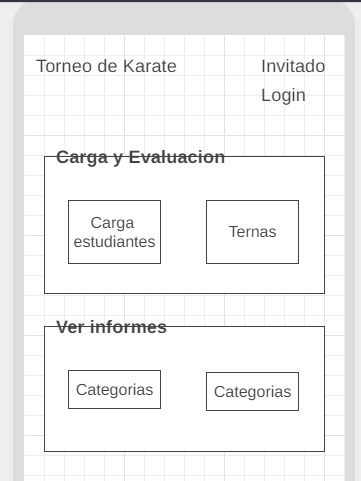 Torneo de Karate
Invitado
Login
Carga y Evaluacion
Carga
estudiantes
Ternas
Ver informes
Categorias
Categorias